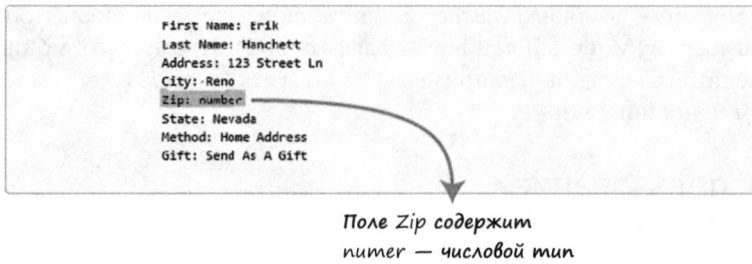 First Name: Erik
Last Name: Hanchett
Address: 123 Street Ln
City: Reno
Zip: number
State: Nevada
Method: Home Address
Gift: Send As A Gift
Поле Zip содержит
numer — числовой тип